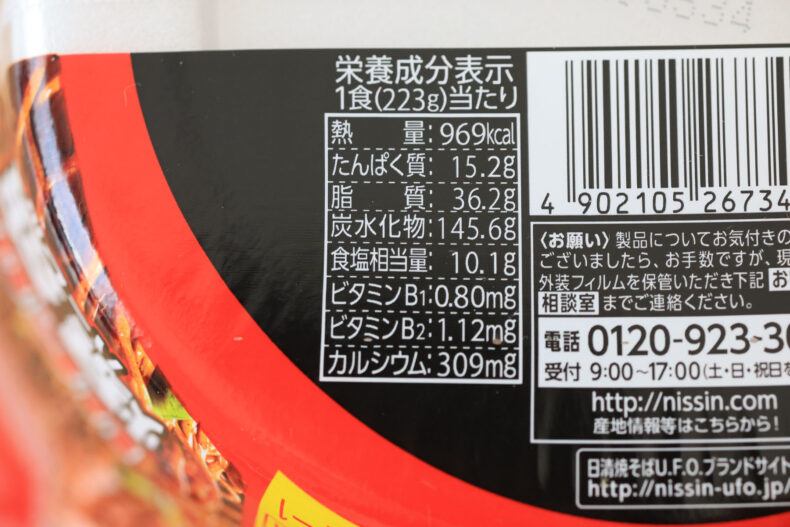 栄養成分表示
1食(223g)当たり
熱量:969kcal
たんぱく質:15.2g
脂質:36.2g
炭水化物:145.6g
食塩相当量:10.1g
ビタミンB1:0.80mg
ビタミンB2:1.12mg
カルシウム:309mg
4 902105 26734
〈お願い〉製品についてお気付きの
ございましたら、お手数ですが、現
外装フィルムを保管いただき下記 お
相談室 までご連絡ください。
電話 0120-923-30
受付 9:00~17:00(土・日・祝日を
http://nissin.com
産地情報等はこちらから!
日清焼そばU.F.O.ブランドサイト
http://nissin-ufo.jp/